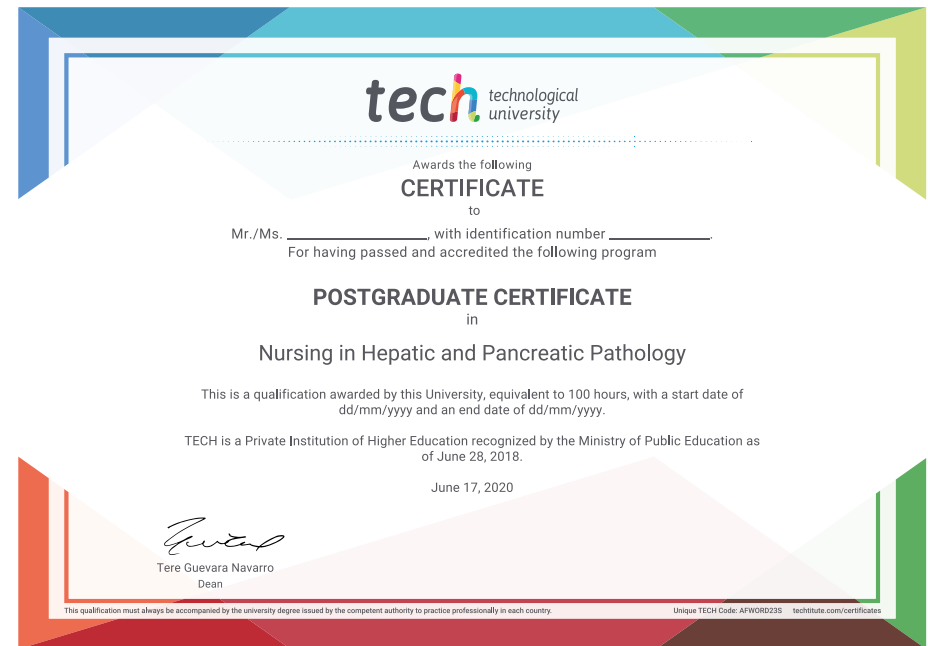 tech technological
university
Awards the following
CERTIFICATE
to
Mr./Ms. ____________________, with identification number ______________.
For having passed and accredited the following program
POSTGRADUATE CERTIFICATE
in
Nursing in Hepatic and Pancreatic Pathology
This is a qualification awarded by this University, equivalent to 100 hours, with a start date of
dd/mm/yyyy and an end date of dd/mm/yyyy.
TECH is a Private Institution of Higher Education recognized by the Ministry of Public Education as
of June 28, 2018.
June 17, 2020
Tere Guevara Navarro
Dean
This qualification must always be accompanied by the university degree issued by the competent authority to practice professionally in each country. Unique TECH Code: AFWORD23S techtitute.com/certificates